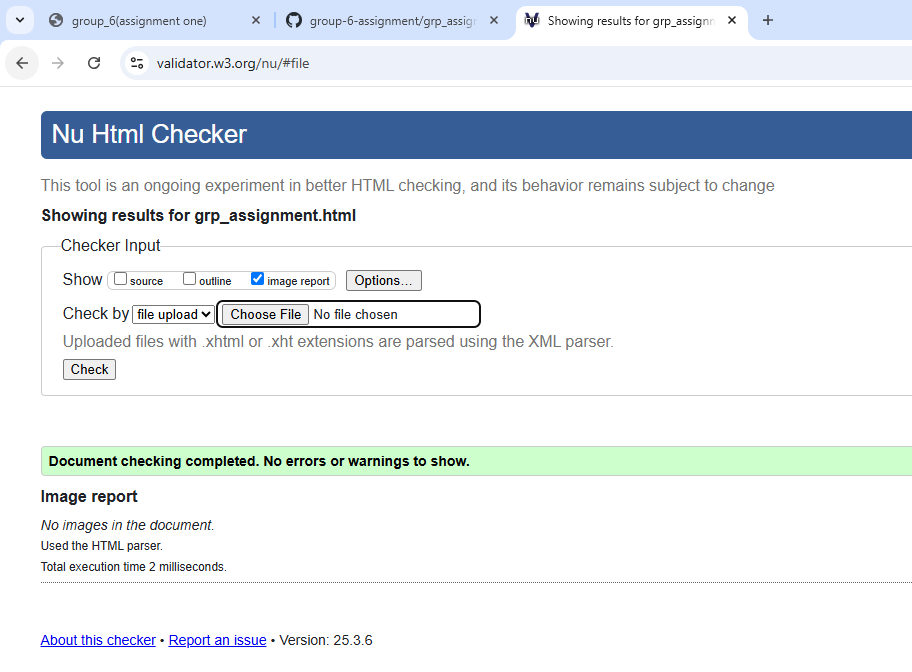 group_6(assignment one)
group-6-assignment/grp_assign
Showing results for grp_assignm
validator.w3.org/nu/#file
Nu Html Checker
This tool is an ongoing experiment in better HTML checking, and its behavior remains subject to change
Showing results for grp_assignment.html
Checker Input
Show source outline image report Options...
Check by file upload Choose File No file chosen
Uploaded files with .xhtml or .xht extensions are parsed using the XML parser.
Check
Document checking completed. No errors or warnings to show.
Image report
No images in the document.
Used the HTML parser.
Total execution time 2 milliseconds.
About this checker • Report an issue • Version: 25.3.6